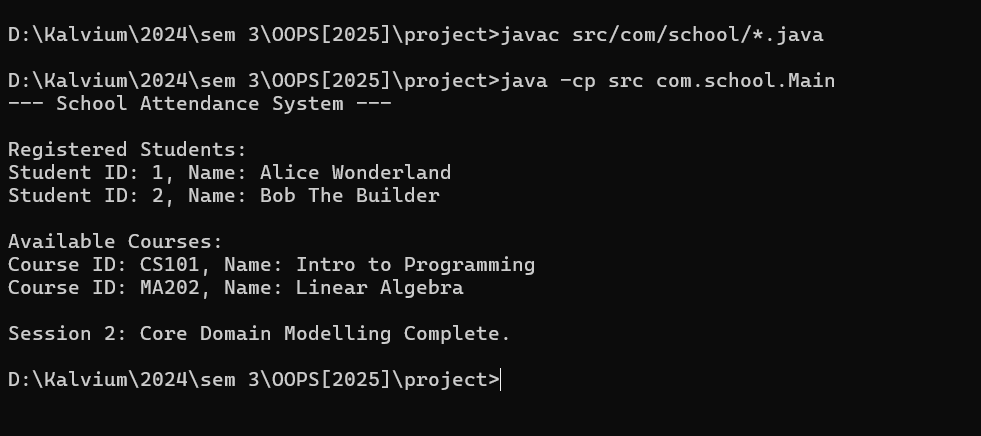 D:\Kalvium\2024\sem 3\OOPS[2025]\project>javac src/com/school/*.java
D:\Kalvium\2024\sem 3\OOPS[2025]\project>java -cp src com.school.Main
--- School Attendance System ---
Registered Students:
Student ID: 1, Name: Alice Wonderland
Student ID: 2, Name: Bob The Builder
Available Courses:
Course ID: CS101, Name: Intro to Programming
Course ID: MA202, Name: Linear Algebra
Session 2: Core Domain Modelling Complete.
D:\Kalvium\2024\sem 3\OOPS[2025]\project>